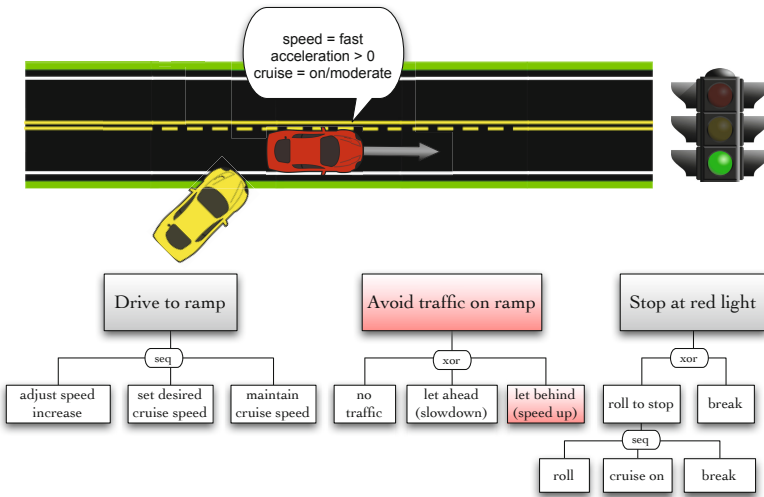 speed = fast
acceleration > 0
cruise = on/moderate
Drive to ramp
Avoid traffic on ramp
Stop at red light
seq
xor
xor
adjust speed
increase
set desired
cruise speed
maintain
cruise speed
no
traffic
let ahead
(slowdown)
let behind
(speed up)
roll to stop
break
seq
roll
cruise on
break